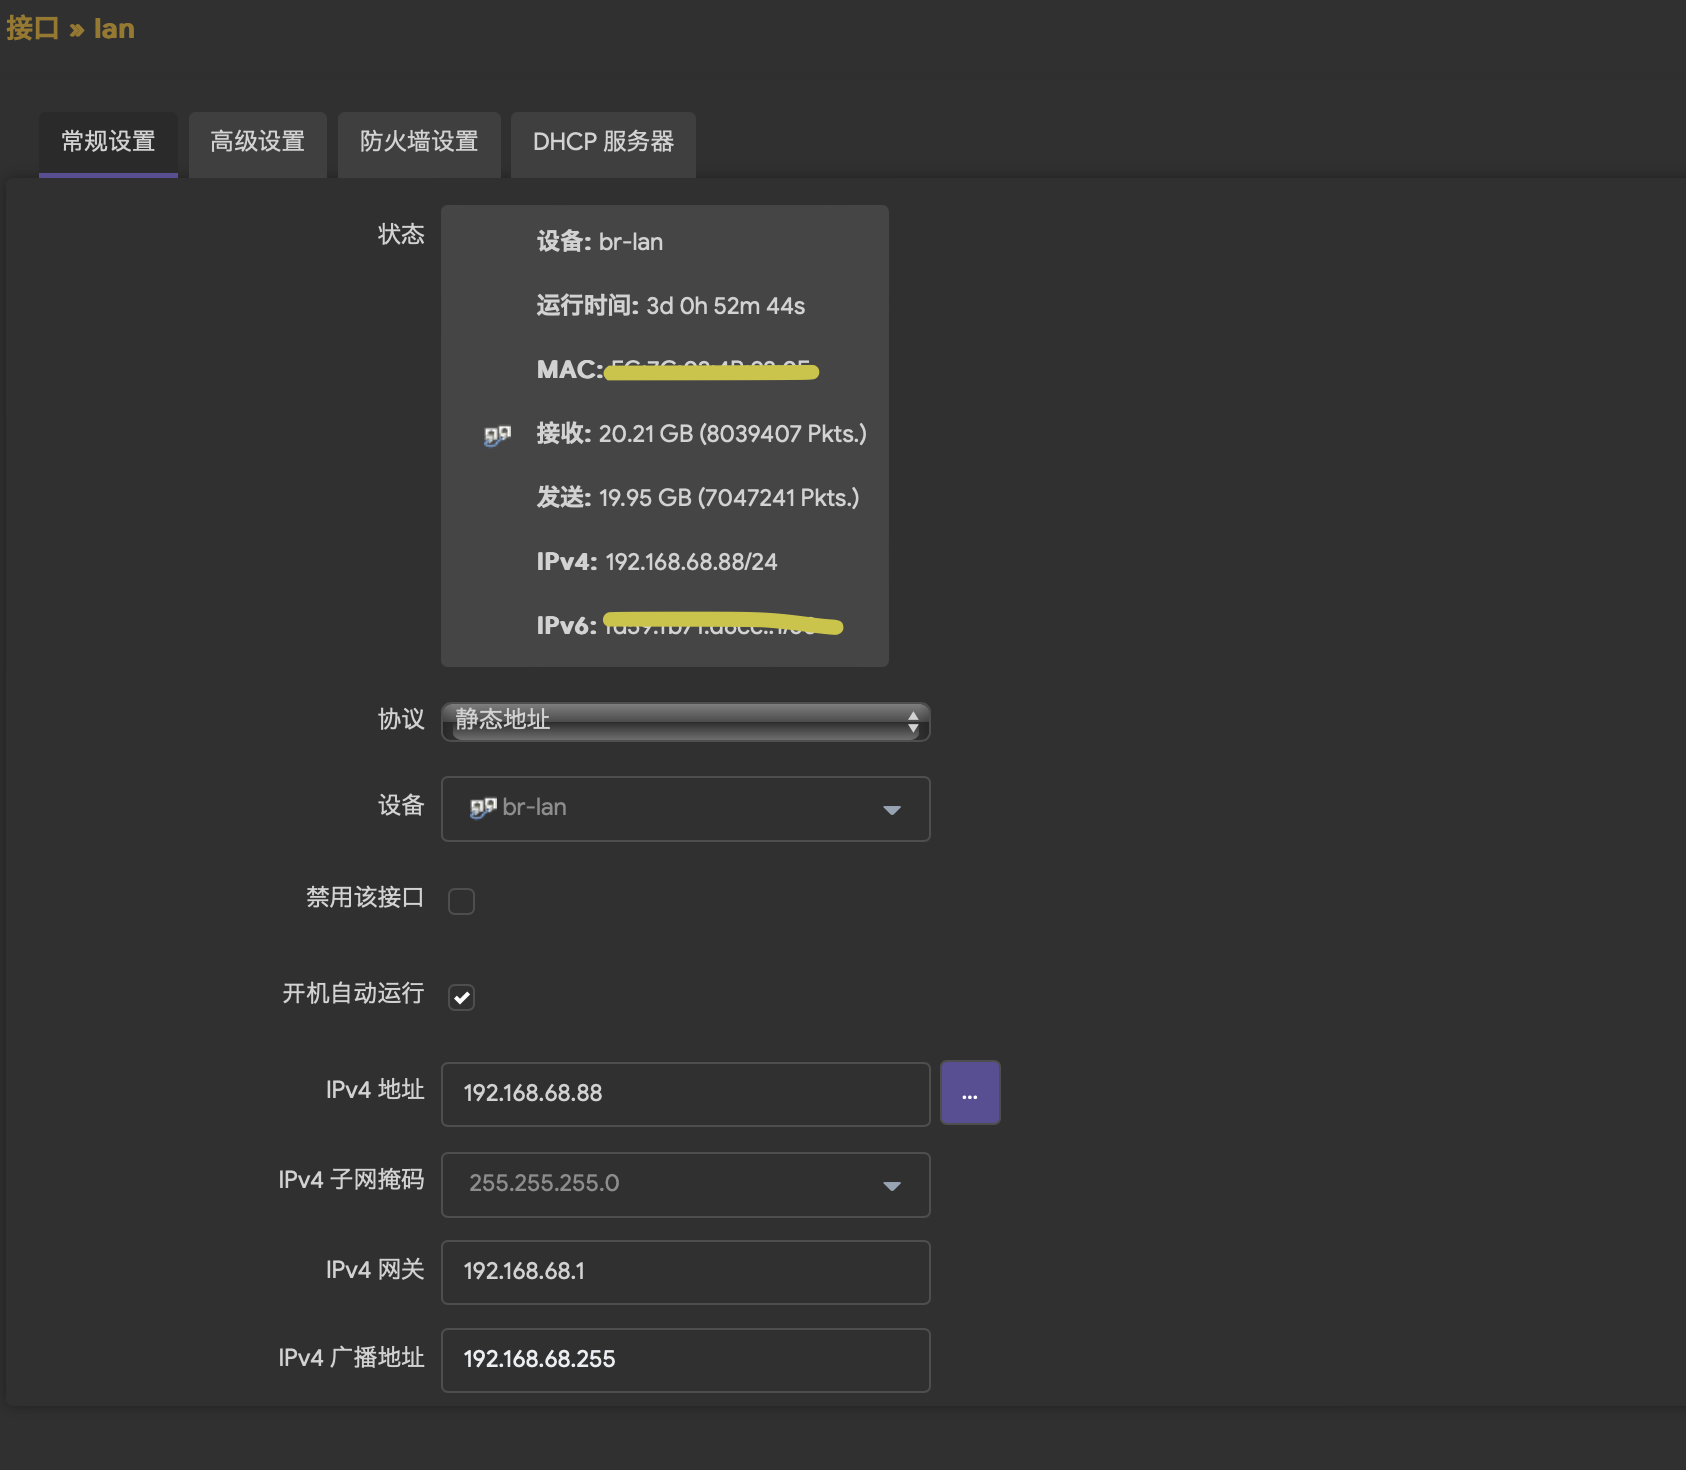 接口 » lan
常规设置 高级设置 防火墙设置 DHCP 服务器
状态
设备: br-lan
运行时间: 3d 0h 52m 44s
MAC:
接收: 20.21 GB (8039407 Pkts.)
发送: 19.95 GB (7047241 Pkts.)
IPv4: 192.168.68.88/24
IPv6:
协议 静态地址
设备 br-lan
禁用该接口
开机自动运行
IPv4 地址 192.168.68.88 ...
IPv4 子网掩码 255.255.255.0
IPv4 网关 192.168.68.1
IPv4 广播地址 192.168.68.255